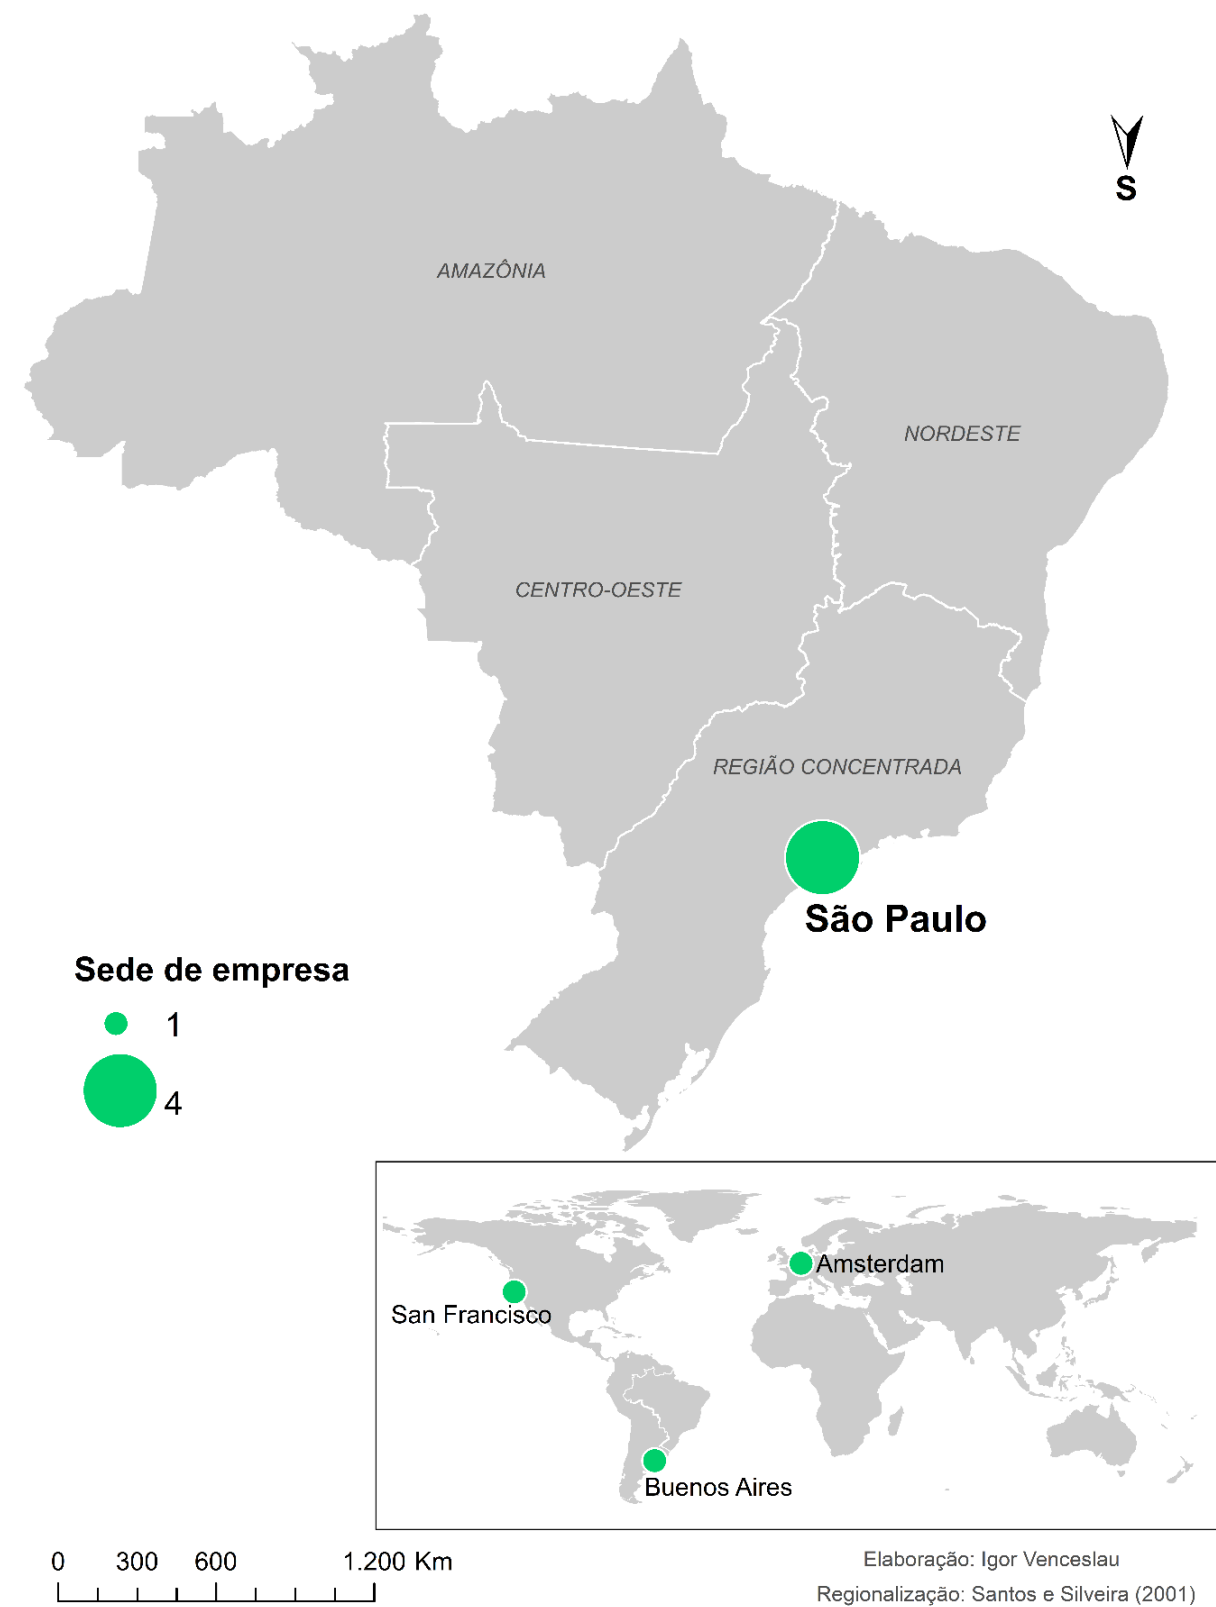 S
AMAZÔNIA
NORDESTE
CENTRO-OESTE
REGIÃO CONCENTRADA
São Paulo
Sede de empresa
1
4
Amsterdam
San Francisco
Buenos Aires
0 300 600 1.200 Km
Elaboração: Igor Venceslau
Regionalização: Santos e Silveira (2001)